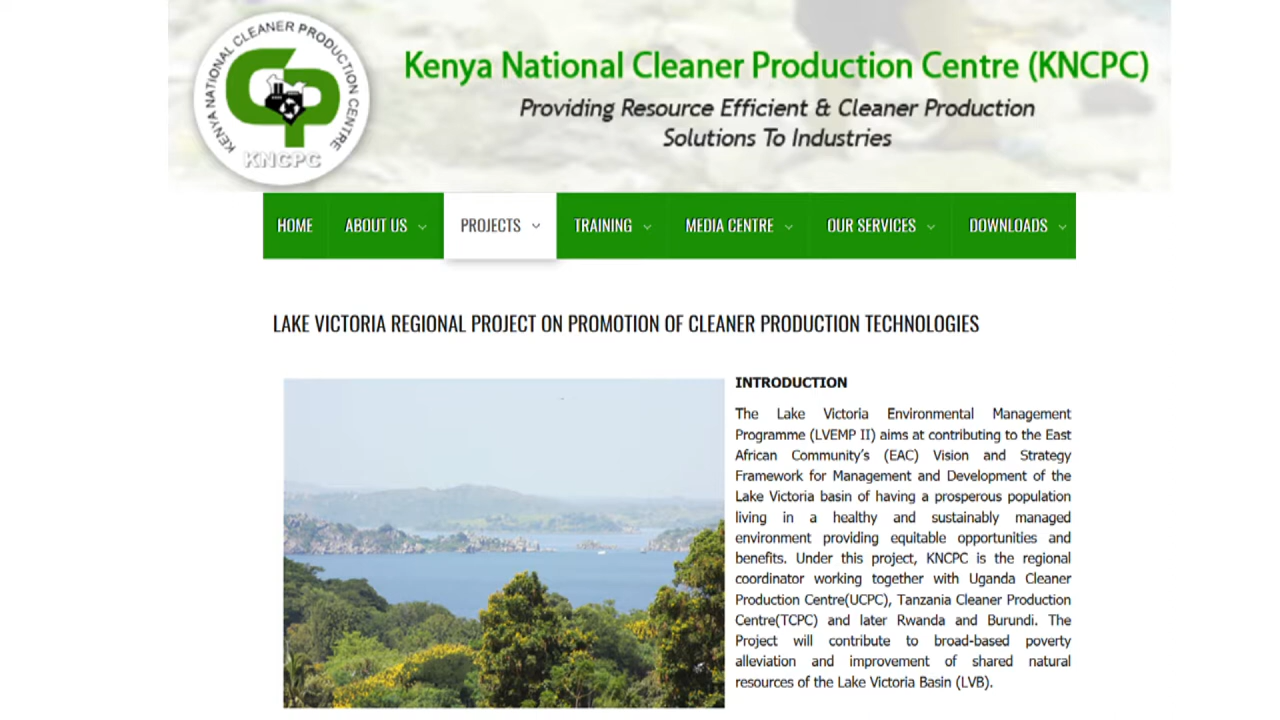 KENYA NATIONAL CLEANER PRODUCTION CENTRE
KNCPC
Kenya National Cleaner Production Centre (KNCPC)
Providing Resource Efficient & Cleaner Production
Solutions To Industries
HOME ABOUT US PROJECTS TRAINING MEDIA CENTRE OUR SERVICES DOWNLOADS
LAKE VICTORIA REGIONAL PROJECT ON PROMOTION OF CLEANER PRODUCTION TECHNOLOGIES
INTRODUCTION
The Lake Victoria Environmental Management
Programme (LVEMP II) aims at contributing to the East
African Community's (EAC) Vision and Strategy
Framework for Management and Development of the
Lake Victoria basin of having a prosperous population
living in a healthy and sustainably managed
environment providing equitable opportunities and
benefits. Under this project, KNCPC is the regional
coordinator working together with Uganda Cleaner
Production Centre(UCPC), Tanzania Cleaner Production
Centre(TCPC) and later Rwanda and Burundi. The
Project will contribute to broad-based poverty
alleviation and improvement of shared natural
resources of the Lake Victoria Basin (LVB).